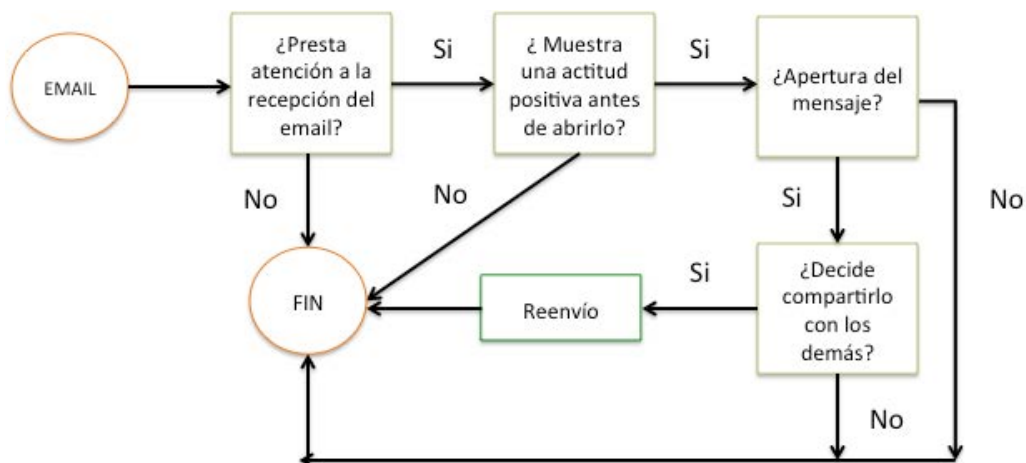 EMAIL
¿Presta
atención a la
recepción del
email?
Si
¿ Muestra
una actitud
positiva antes
de abrirlo?
Si
¿Apertura del
mensaje?
No
No
Si
No
FIN
Reenvío
Si
¿Decide
compartirlo
con los
demás?
No